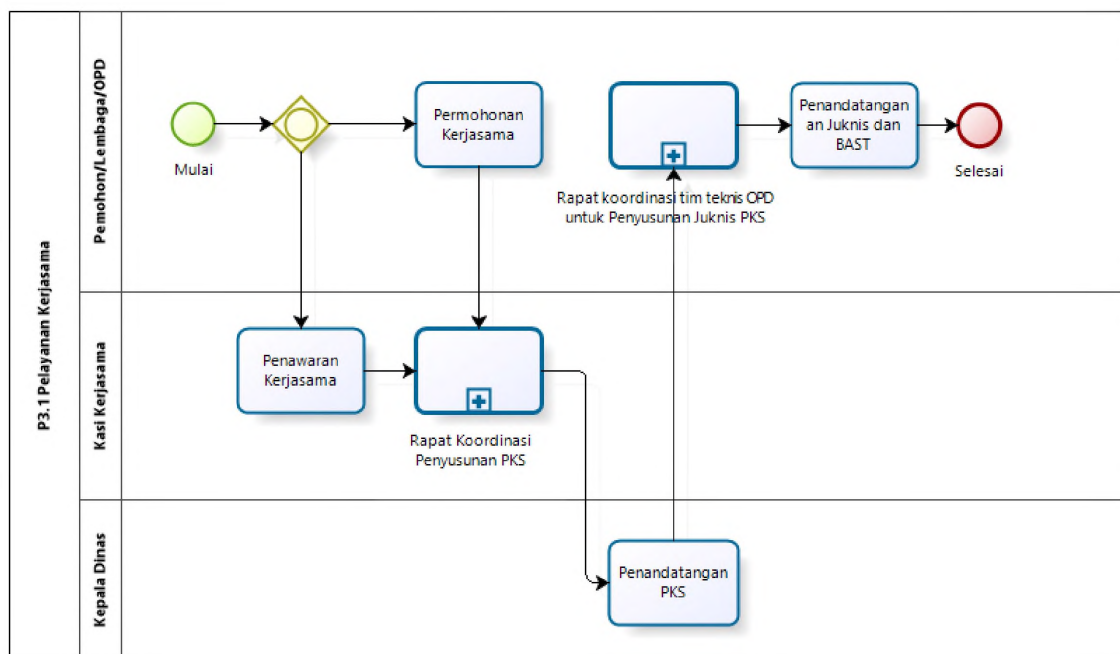 P3.1 Pelayanan Kerjasama
Pemohon/Lembaga/OPD
Mulai
Permohonan
Kerjasama
Rapat koordinasi tim teknis OPD
untuk Penyusunan Juknis PKS
Penandatangan
an Juknis dan
BAST
Selesai
Kasi Kerjasama
Penawaran
Kerjasama
Rapat Koordinasi
Penyusunan PKS
Kepala Dinas
Penandatangan
PKS